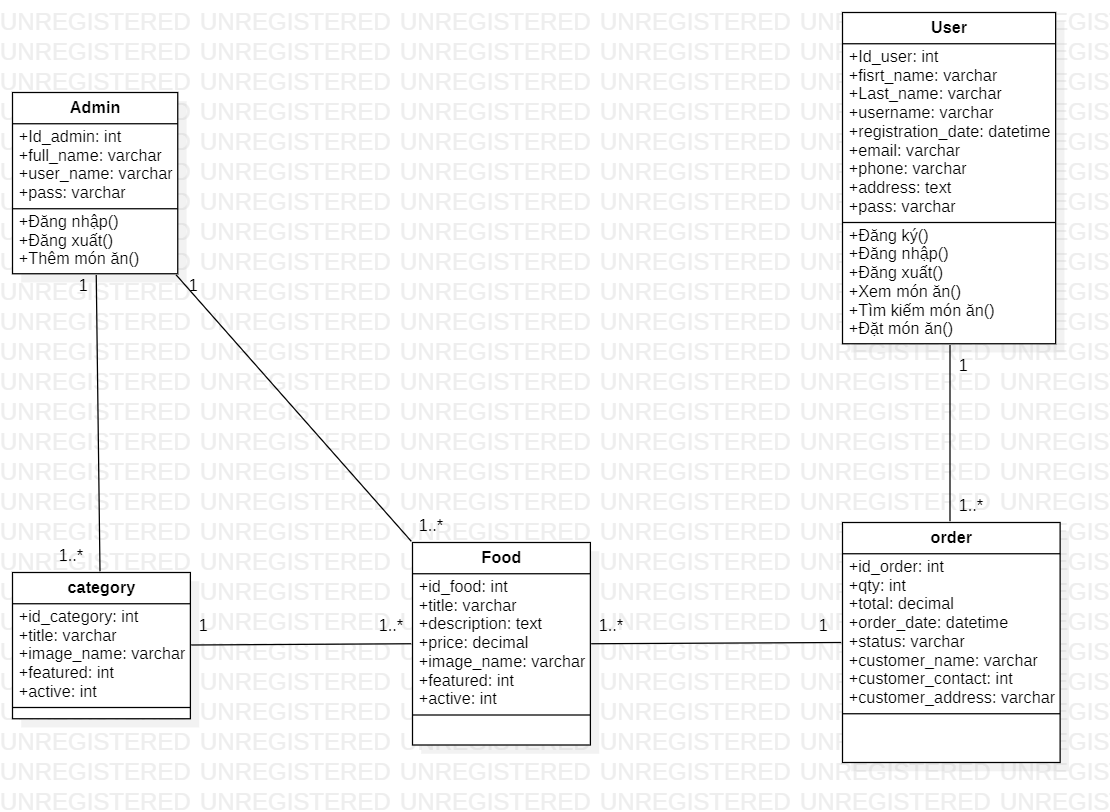 UNREGISTERED
Admin
+Id_admin: int
+full_name: varchar
+user_name: varchar
+pass: varchar
+Đăng nhập()
+Đăng xuất()
+Thêm món ăn()
User
+Id_user: int
+fisrt_name: varchar
+Last_name: varchar
+username: varchar
+registration_date: datetime
+email: varchar
+phone: varchar
+address: text
+pass: varchar
+Đăng ký()
+Đăng nhập()
+Đăng xuất()
+Xem món ăn()
+Tìm kiếm món ăn()
+Đặt món ăn()
1
1
1
1..*
1..*
1..*
category
+id_category: int
+title: varchar
+image_name: varchar
+featured: int
+active: int
1
1..*
Food
+id_food: int
+title: varchar
+description: text
+price: decimal
+image_name: varchar
+featured: int
+active: int
1..*
1
order
+id_order: int
+qty: int
+total: decimal
+order_date: datetime
+status: varchar
+customer_name: varchar
+customer_contact: int
+customer_address: varchar